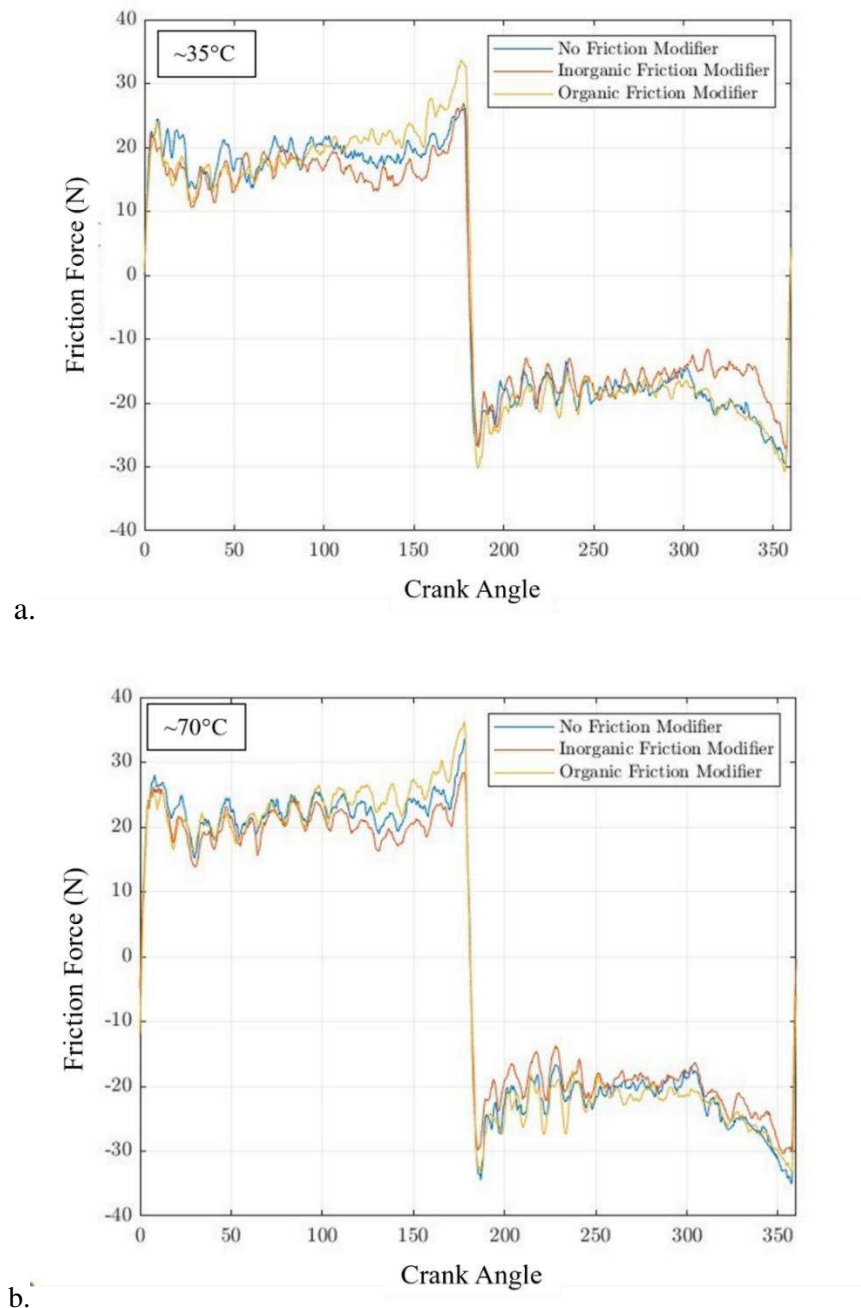 ~35°C
No Friction Modifier
Inorganic Friction Modifier
Organic Friction Modifier
40
30
20
10
0
-10
-20
-30
-40
Friction Force (N)
0 50 100 150 200 250 300 350
Crank Angle
a.
~70°C
No Friction Modifier
Inorganic Friction Modifier
Organic Friction Modifier
40
30
20
10
0
-10
-20
-30
-40
Friction Force (N)
0 50 100 150 200 250 300 350
Crank Angle
b.